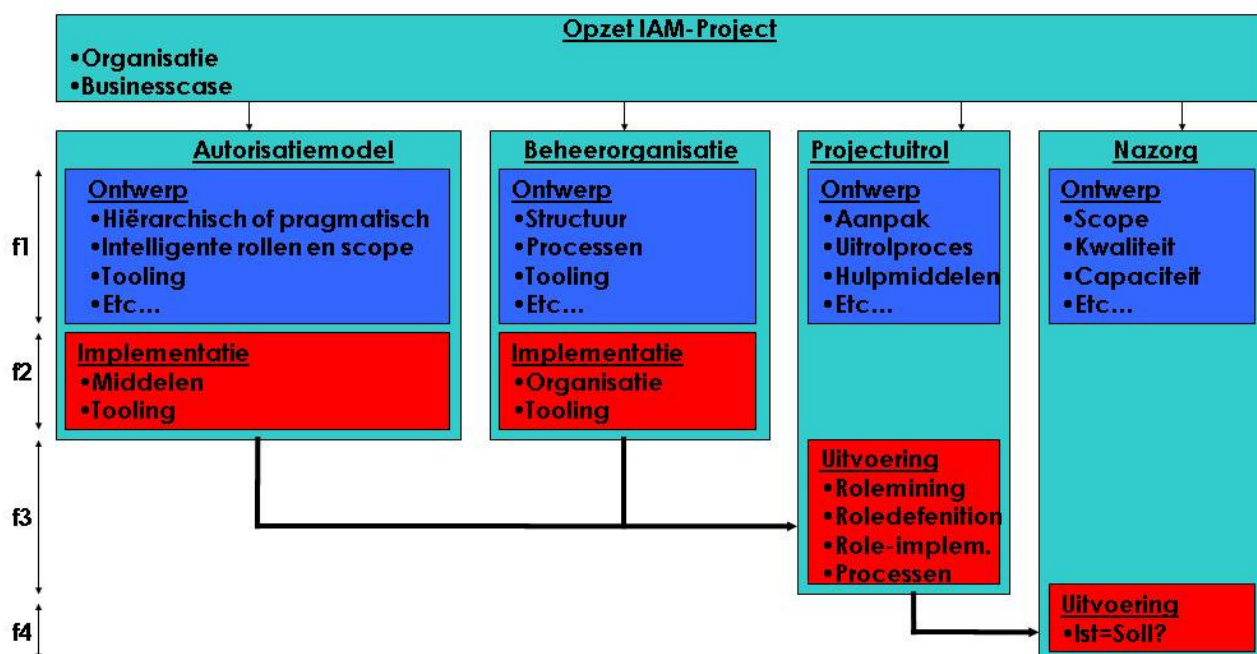 Opzet IAM-Project
•Organisatie
•Businesscase
Autorisatiemodel
Ontwerp
•Hiërarchisch of pragmatisch
•Intelligente rollen en scope
•Tooling
•Etc...
Implementatie
•Middelen
•Tooling
Beheerorganisatie
Ontwerp
•Structuur
•Processen
•Tooling
•Etc...
Implementatie
•Organisatie
•Tooling
Projectuitrol
Ontwerp
•Aanpak
•Uitrolproces
•Hulpmiddelen
•Etc...
Uitvoering
•Rolemining
•Roledefenition
•Role-implem.
•Processen
Nazorg
Ontwerp
•Scope
•Kwaliteit
•Capaciteit
•Etc...
Uitvoering
•Ist=Soll?
f1
f2
f3
f4